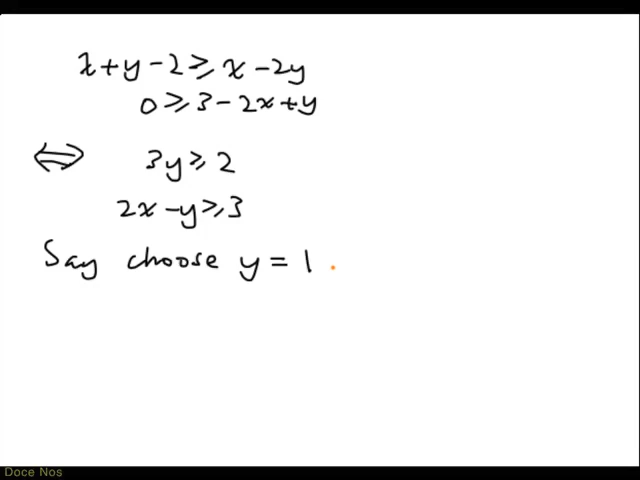 x + y - 2 ≥ x - 2y
0 ≥ 3 - 2x + y
⇔ 3y ≥ 2
2x - y ≥ 3
Say choose y = 1
Doce Nos